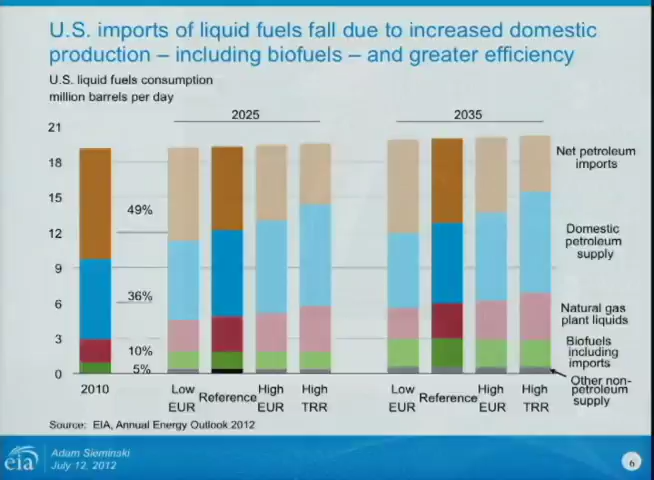 U.S. imports of liquid fuels fall due to increased domestic
production – including biofuels – and greater efficiency
U.S. liquid fuels consumption
million barrels per day
2025
2035
21
18
15
12
9
6
3
0
49%
36%
10%
5%
Net petroleum
imports
Domestic
petroleum
supply
Natural gas
plant liquids
Biofuels
including
imports
Other non-
petroleum
supply
2010
Low
EUR
Reference
High
EUR
High
TRR
Low
EUR
Reference
High
EUR
High
TRR
Source: EIA, Annual Energy Outlook 2012
eia
Adam Sieminski
July 12, 2012
6